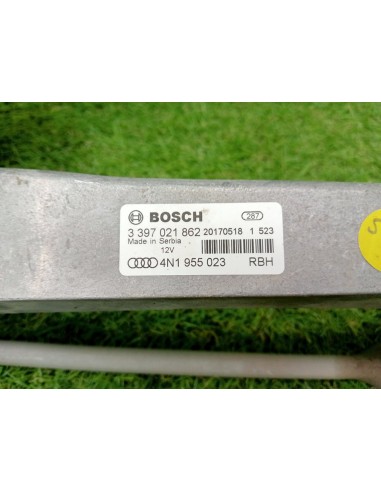 BOSCH 287
3 397 021 862 20170518 1 523
Made in Serbia
12V
4N1 955 023 RBH